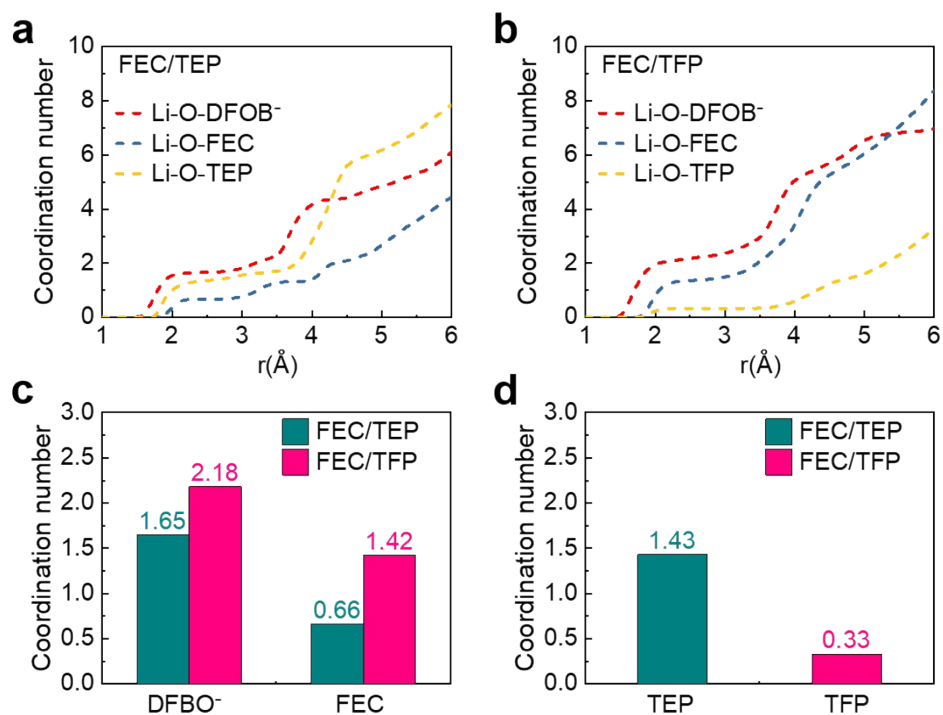 a
FEC/TEP
Li-O-DFOB⁻
Li-O-FEC
Li-O-TEP
Coordination number
10
8
6
4
2
0
1 2 3 4 5 6
r(Å)
b
FEC/TFP
Li-O-DFOB⁻
Li-O-FEC
Li-O-TFP
Coordination number
10
8
6
4
2
0
1 2 3 4 5 6
r(Å)
c
FEC/TEP
FEC/TFP
Coordination number
3.0
2.5
2.0
1.5
1.0
0.5
0.0
1.65
2.18
0.66
1.42
DFBO⁻ FEC
d
FEC/TEP
FEC/TFP
Coordination number
3.0
2.5
2.0
1.5
1.0
0.5
0.0
1.43
0.33
TEP TFP